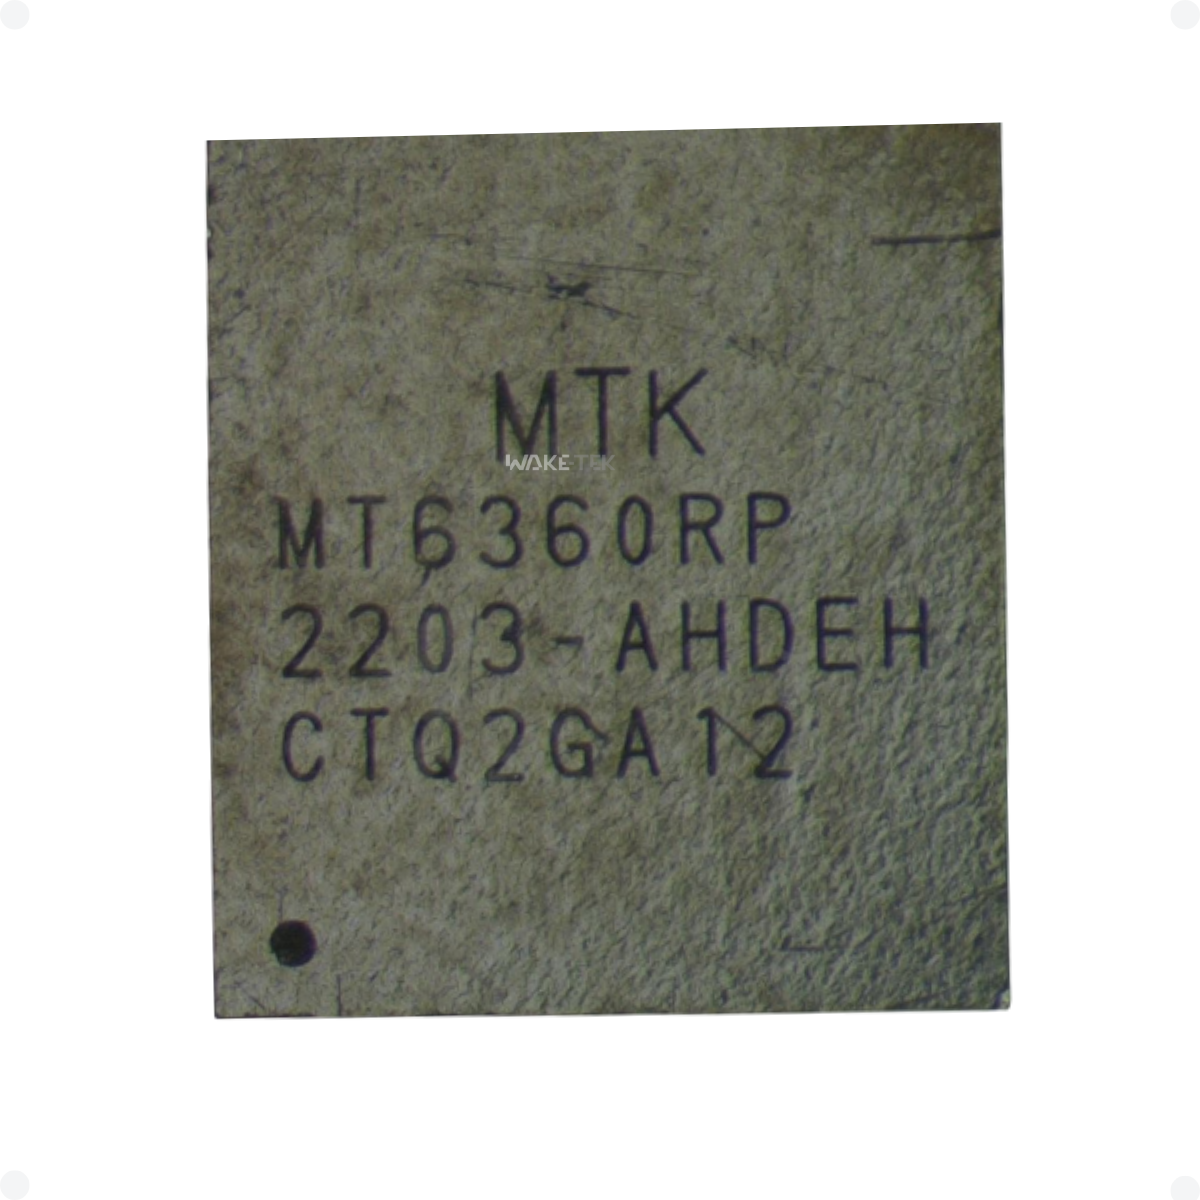 MTK
WAKE-TEK
MT6360RP
2203-AHDEH
CTQ2GA12